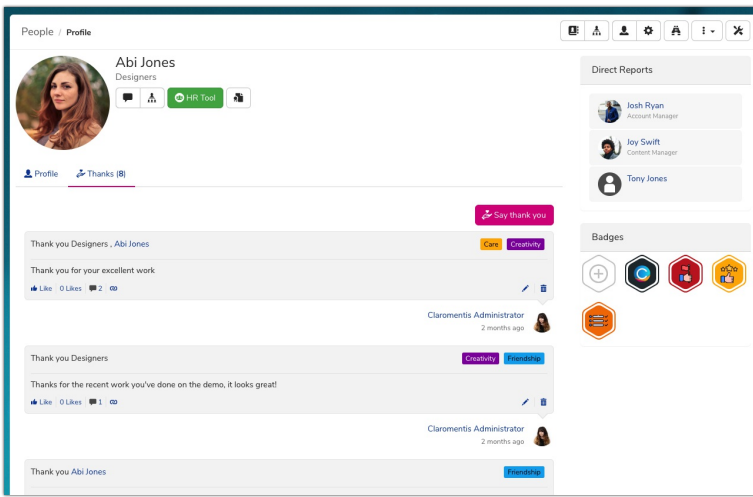 People / Profile
Abi Jones
Designers
HR Tool
Profile
Thanks (8)
Say thank you
Thank you Designers , Abi Jones
Care
Creativity
Thank you for your excellent work
Like
0 Likes
2
Claromentis Administrator
2 months ago
Thank you Designers
Creativity
Friendship
Thanks for the recent work you've done on the demo, it looks great!
Like
0 Likes
1
Claromentis Administrator
2 months ago
Thank you Abi Jones
Friendship
Direct Reports
Josh Ryan
Account Manager
Joy Swift
Content Manager
Tony Jones
Badges